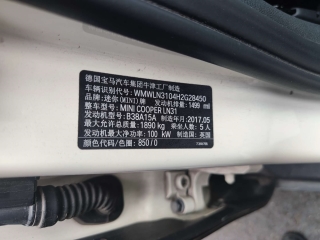 德国宝马汽车集团牛津工厂制造
车辆识别代号：WMWLN3104H2G28450
品牌：迷你(MINI)牌 发动机排量：1499 ml
整车型号：MINI COOPER LN31
发动机型号：B38A15A 制造年月：2017.05
最大允许总质量：1890 kg 乘坐人数：5 人
发动机最大净功率：100 kW 制造国：英国
颜色代码/色圈：850/0